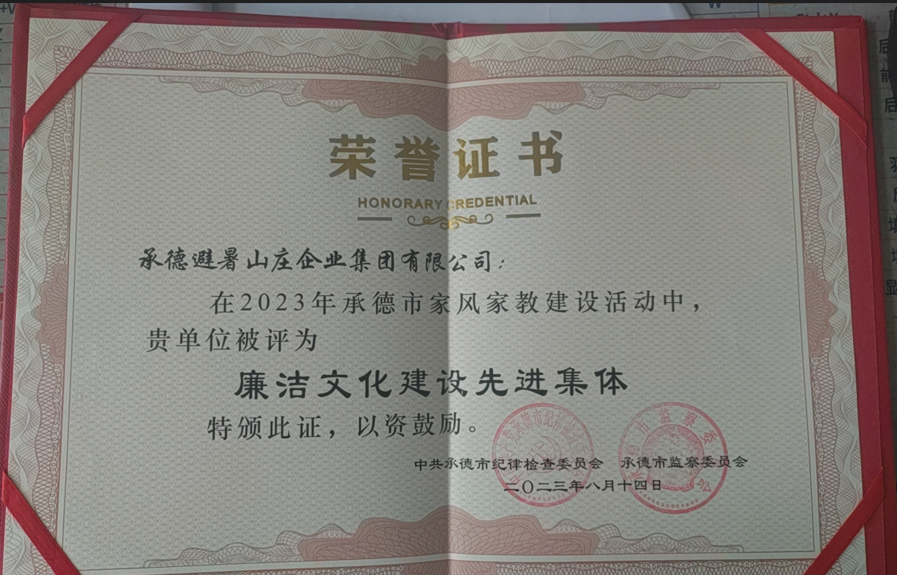 荣誉证书
HONORARY CREDENTIAL
承德避暑山庄企业集团有限公司：
在2023年承德市家风家教建设活动中，
贵单位被评为
廉洁文化建设先进集体
特颁此证，以资鼓励。
中共承德市纪律检查委员会 承德市监察委员会
二〇二三年八月十四日